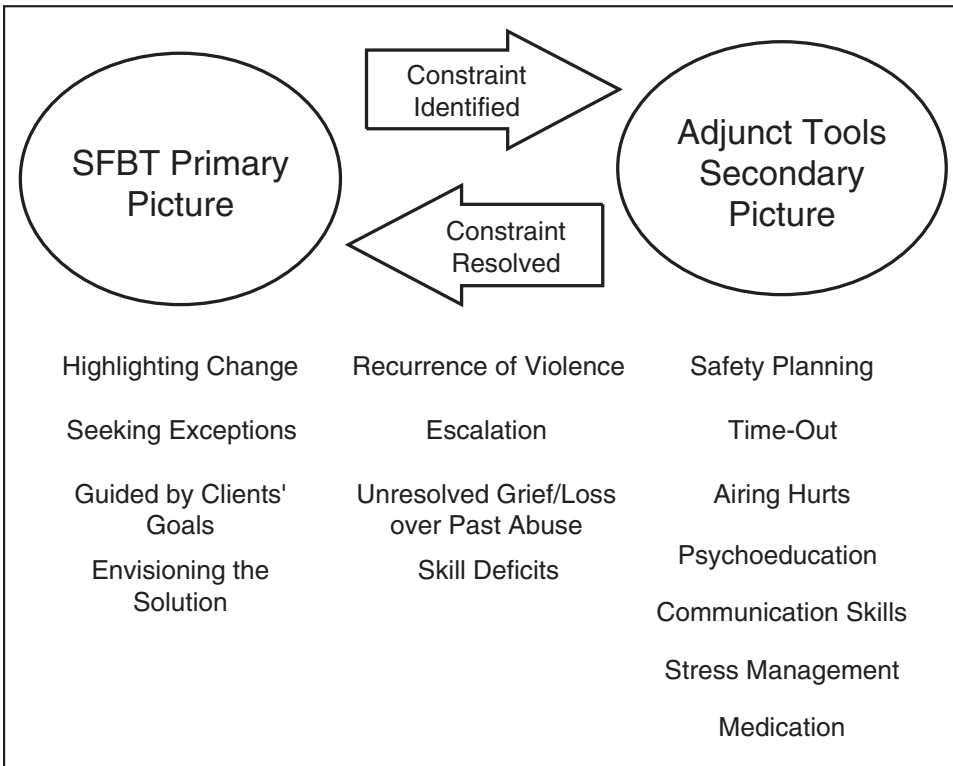 SFBT Primary
Picture
Constraint
Identified
Adjunct Tools
Secondary
Picture
Constraint
Resolved
Highlighting Change
Seeking Exceptions
Guided by Clients'
Goals
Envisioning the
Solution
Recurrence of Violence
Escalation
Unresolved Grief/Loss
over Past Abuse
Skill Deficits
Safety Planning
Time-Out
Airing Hurts
Psychoeducation
Communication Skills
Stress Management
Medication